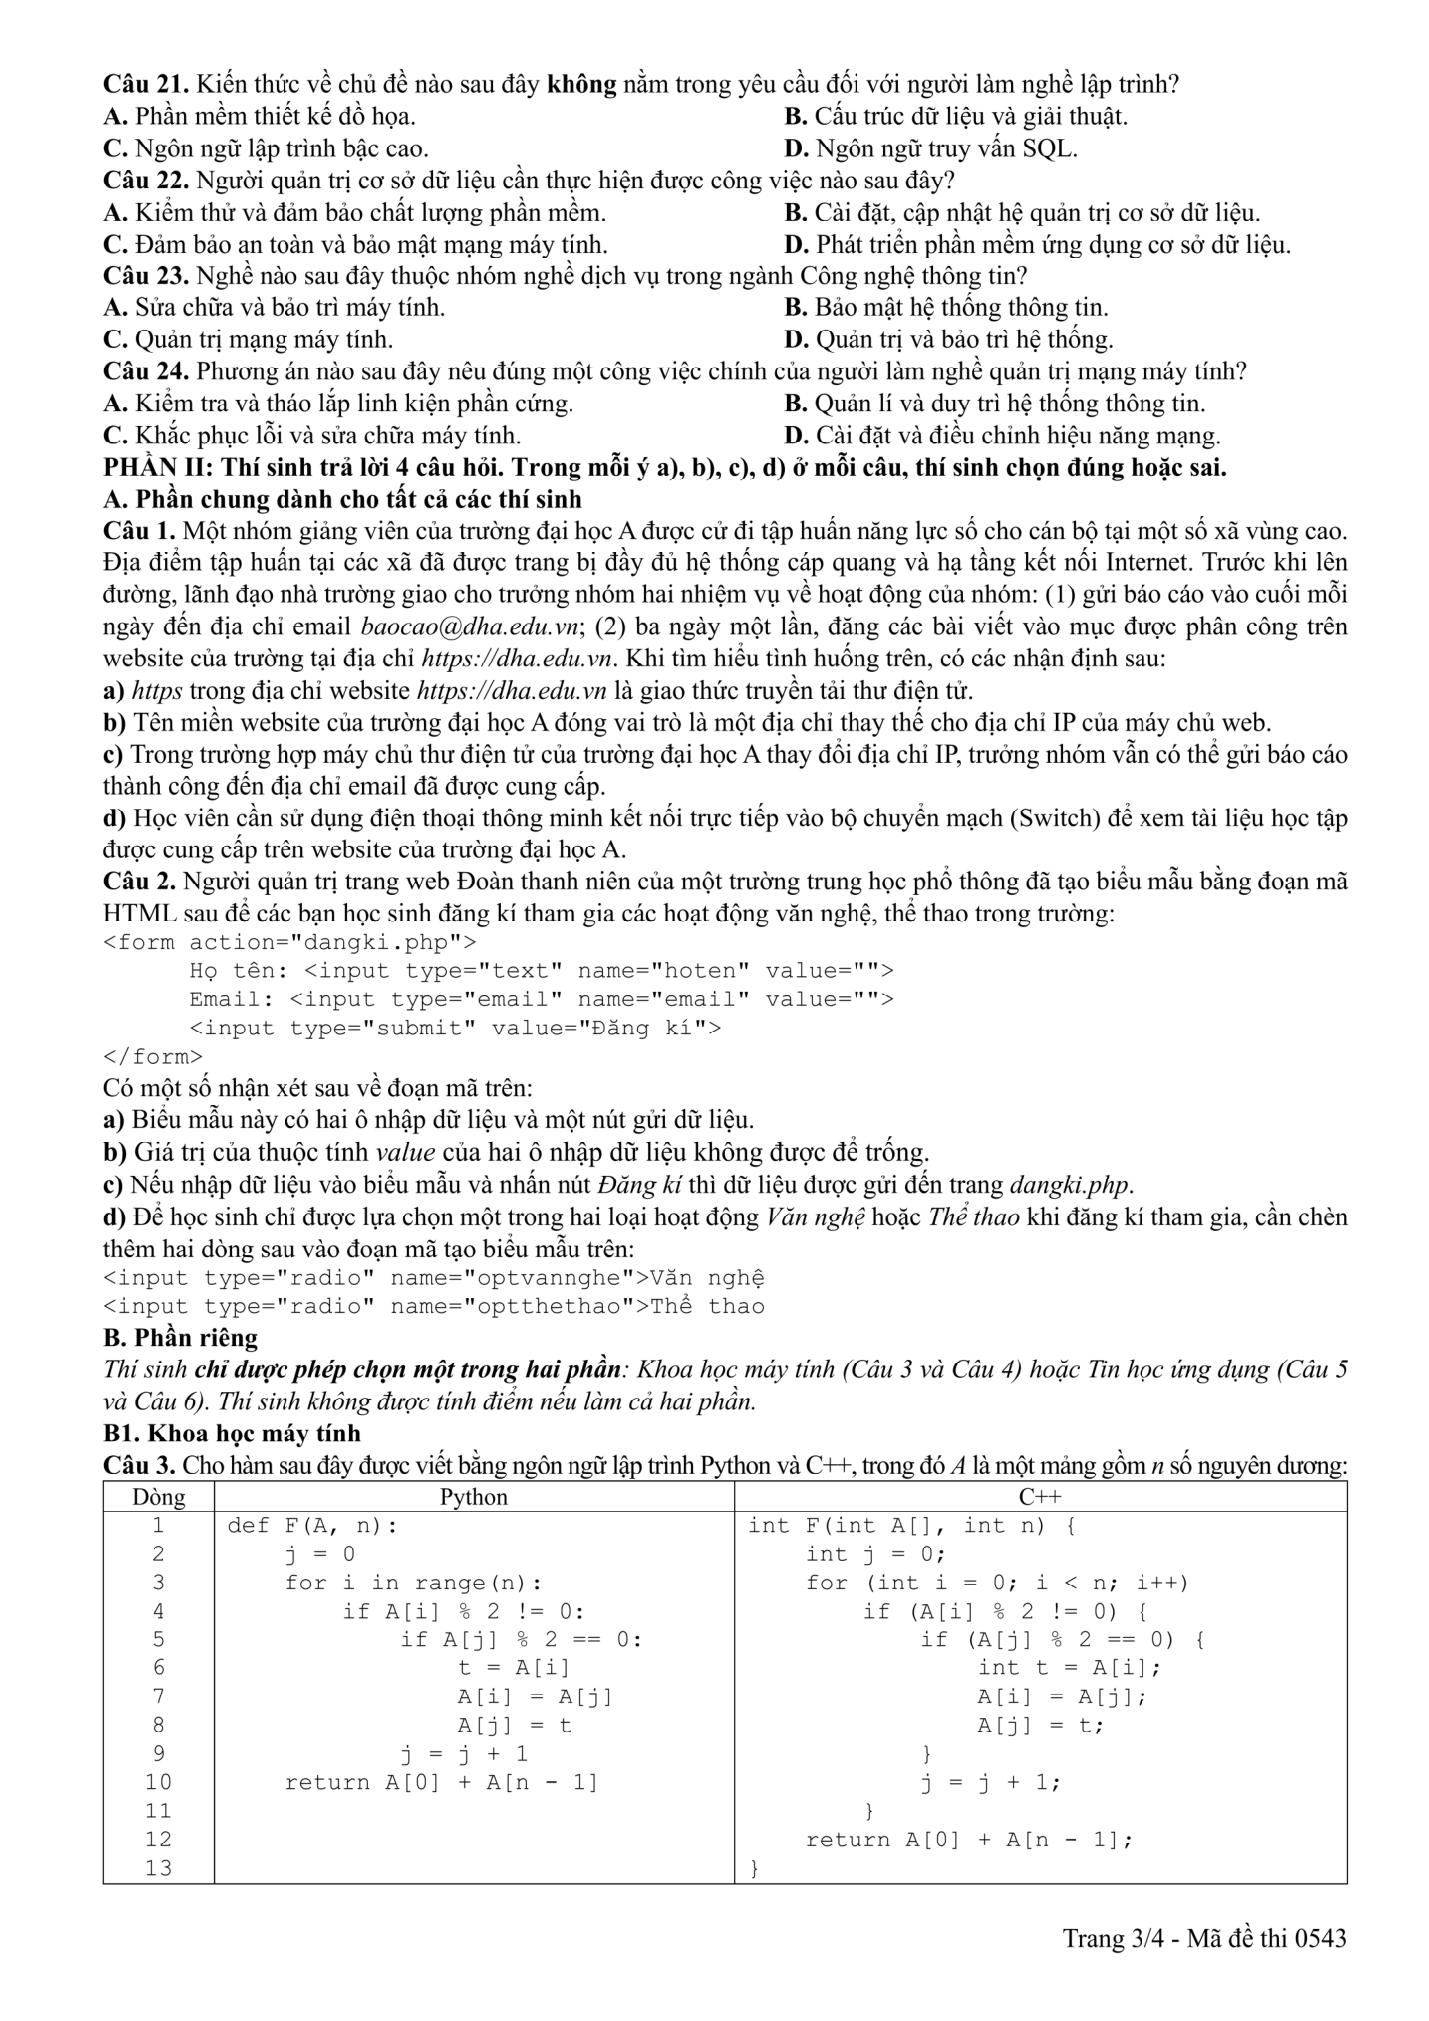 Câu 21. Kiến thức về chủ đề nào sau đây không nằm trong yêu cầu đối với người làm nghề lập trình?
A. Phần mềm thiết kế đồ họa. B. Cấu trúc dữ liệu và giải thuật.
C. Ngôn ngữ lập trình bậc cao. D. Ngôn ngữ truy vấn SQL.
Câu 22. Người quản trị cơ sở dữ liệu cần thực hiện được công việc nào sau đây?
A. Kiểm thử và đảm bảo chất lượng phần mềm. B. Cài đặt, cập nhật hệ quản trị cơ sở dữ liệu.
C. Đảm bảo an toàn và bảo mật mạng máy tính. D. Phát triển phần mềm ứng dụng cơ sở dữ liệu.
Câu 23. Nghề nào sau đây thuộc nhóm nghề dịch vụ trong ngành Công nghệ thông tin?
A. Sửa chữa và bảo trì máy tính. B. Bảo mật hệ thống thông tin.
C. Quản trị mạng máy tính. D. Quản trị và bảo trì hệ thống.
Câu 24. Phương án nào sau đây nêu đúng một công việc chính của người làm nghề quản trị mạng máy tính?
A. Kiểm tra và tháo lắp linh kiện phần cứng. B. Quản lí và duy trì hệ thống thông tin.
C. Khắc phục lỗi và sửa chữa máy tính. D. Cài đặt và điều chỉnh hiệu năng mạng.
PHẦN II: Thí sinh trả lời 4 câu hỏi. Trong mỗi ý a), b), c), d) ở mỗi câu, thí sinh chọn đúng hoặc sai.
A. Phần chung dành cho tất cả các thí sinh
Câu 1. Một nhóm giảng viên của trường đại học A được cử đi tập huấn năng lực số cho cán bộ tại một số xã vùng cao.
Địa điểm tập huấn tại các xã đã được trang bị đầy đủ hệ thống cáp quang và hạ tầng kết nối Internet. Trước khi lên
đường, lãnh đạo nhà trường giao cho trưởng nhóm hai nhiệm vụ về hoạt động của nhóm: (1) gửi báo cáo vào cuối mỗi
ngày đến địa chỉ email baocao@dha.edu.vn; (2) ba ngày một lần, đăng các bài viết vào mục được phân công trên
website của trường tại địa chỉ https://dha.edu.vn. Khi tìm hiểu tình huống trên, có các nhận định sau:
a) https trong địa chỉ website https://dha.edu.vn là giao thức truyền tải thư điện tử.
b) Tên miền website của trường đại học A đóng vai trò là một địa chỉ thay thế cho địa chỉ IP của máy chủ web.
c) Trong trường hợp máy chủ thư điện tử của trường đại học A thay đổi địa chỉ IP, trưởng nhóm vẫn có thể gửi báo cáo
thành công đến địa chỉ email đã được cung cấp.
d) Học viên cần sử dụng điện thoại thông minh kết nối trực tiếp vào bộ chuyển mạch (Switch) để xem tài liệu học tập
được cung cấp trên website của trường đại học A.
Câu 2. Người quản trị trang web Đoàn thanh niên của một trường trung học phổ thông đã tạo biểu mẫu bằng đoạn mã
HTML sau để các bạn học sinh đăng kí tham gia các hoạt động văn nghệ, thể thao trong trường:
<form action="dangki.php">
Họ tên: <input type="text" name="hoten" value="">
Email: <input type="email" name="email" value="">
<input type="submit" value="Đăng kí">
</form>
Có một số nhận xét sau về đoạn mã trên:
a) Biểu mẫu này có hai ô nhập dữ liệu và một nút gửi dữ liệu.
b) Giá trị của thuộc tính value của hai ô nhập dữ liệu không được để trống.
c) Nếu nhập dữ liệu vào biểu mẫu và nhấn nút Đăng kí thì dữ liệu được gửi đến trang dangki.php.
d) Để học sinh chỉ được lựa chọn một trong hai loại hoạt động Văn nghệ hoặc Thể thao khi đăng kí tham gia, cần chèn
thêm hai dòng sau vào đoạn mã tạo biểu mẫu trên:
<input type="radio" name="optvannghe">Văn nghệ
<input type="radio" name="optthethao">Thể thao
B. Phần riêng
Thí sinh chỉ được phép chọn một trong hai phần: Khoa học máy tính (Câu 3 và Câu 4) hoặc Tin học ứng dụng (Câu 5
và Câu 6). Thí sinh không được tính điểm nếu làm cả hai phần.
B1. Khoa học máy tính
Câu 3. Cho hàm sau đây được viết bằng ngôn ngữ lập trình Python và C++, trong đó A là một mảng gồm n số nguyên dương:
Dòng Python C++
1 def F(A, n): int F(int A[], int n) {
2 j = 0 int j = 0;
3 for i in range(n): for (int i = 0; i < n; i++)
4 if A[i] % 2 != 0: if (A[i] % 2 != 0) {
5 if A[j] % 2 == 0: if (A[j] % 2 == 0) {
6 t = A[i] int t = A[i];
7 A[i] = A[j] A[i] = A[j];
8 A[j] = t A[j] = t;
9 j = j + 1 }
10 return A[0] + A[n - 1] j = j + 1;
11 }
12 return A[0] + A[n - 1];
13 }
Trang 3/4 - Mã đề thi 0543